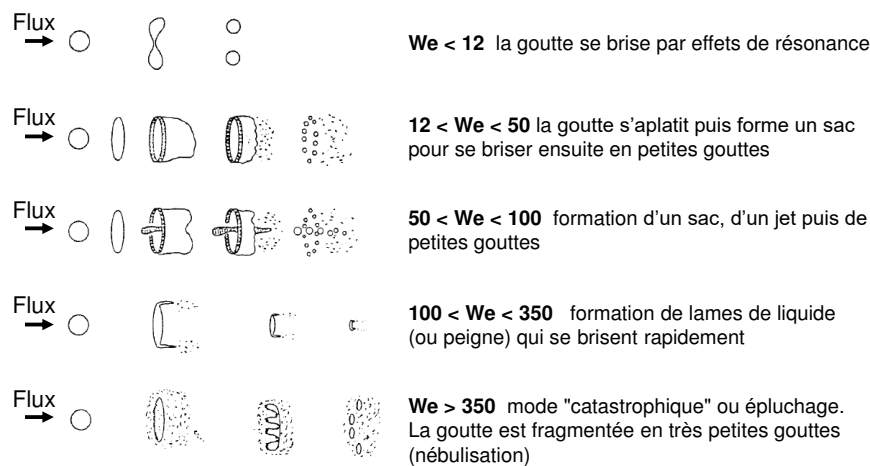 Flux
We < 12 la goutte se brise par effets de résonance
Flux
12 < We < 50 la goutte s'aplatit puis forme un sac
pour se briser ensuite en petites gouttes
Flux
50 < We < 100 formation d'un sac, d'un jet puis de
petites gouttes
Flux
100 < We < 350 formation de lames de liquide
(ou peigne) qui se brisent rapidement
Flux
We > 350 mode "catastrophique" ou épluchage.
La goutte est fragmentée en très petites gouttes
(nébulisation)